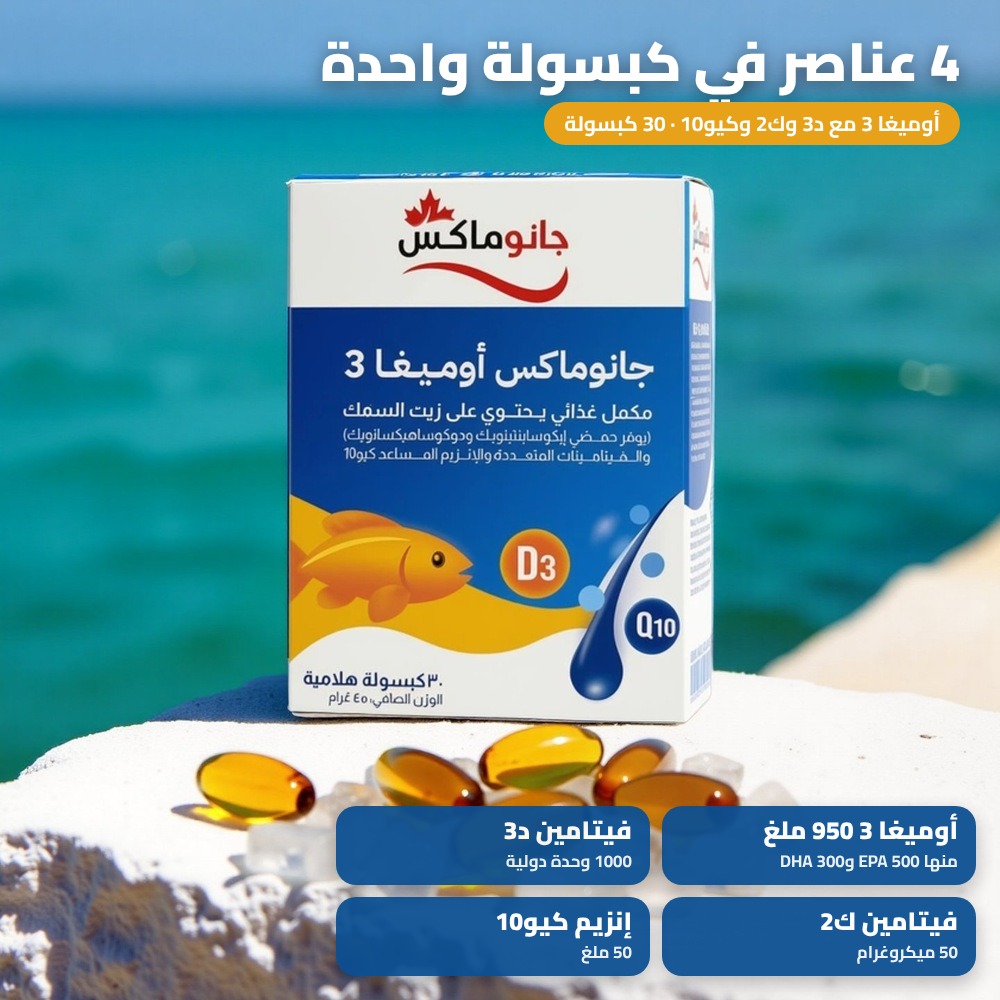 4 عناصر في كبسولة واحدة
أوميغا 3 مع د3 وك2 وكيو10 · 30 كبسولة
جانوماكس
جانوماكس أوميغا 3
مكمل غذائي يحتوي على زيت السمك
(يوفر حمضي إيكوسابنتينويك ودوكوساهيكسانويك)
والفيتامينات المتعددة والإنزيم المساعد كيو10
D3
Q10
٣٠ كبسولة هلامية
الوزن الصافي، ٤٥ غرام
أوميغا 3 950 ملغ
منها 500 EPA و300 DHA
فيتامين د3
1000 وحدة دولية
فيتامين ك2
50 ميكروغرام
إنزيم كيو10
50 ملغ